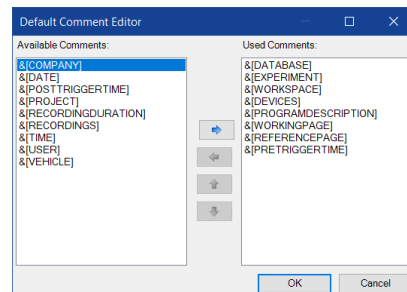 Default Comment Editor
Available Comments:
&[COMPANY]
&[DATE]
&[POSTTRIGGERTIME]
&[PROJECT]
&[RECORDINGDURATION]
&[RECORDINGS]
&[TIME]
&[USER]
&[VEHICLE]
Used Comments:
&[DATABASE]
&[EXPERIMENT]
&[WORKSPACE]
&[DEVICES]
&[PROGRAMDESCRIPTION]
&[WORKINGPAGE]
&[REFERENCEPAGE]
&[PRETRIGGERTIME]
OK Cancel